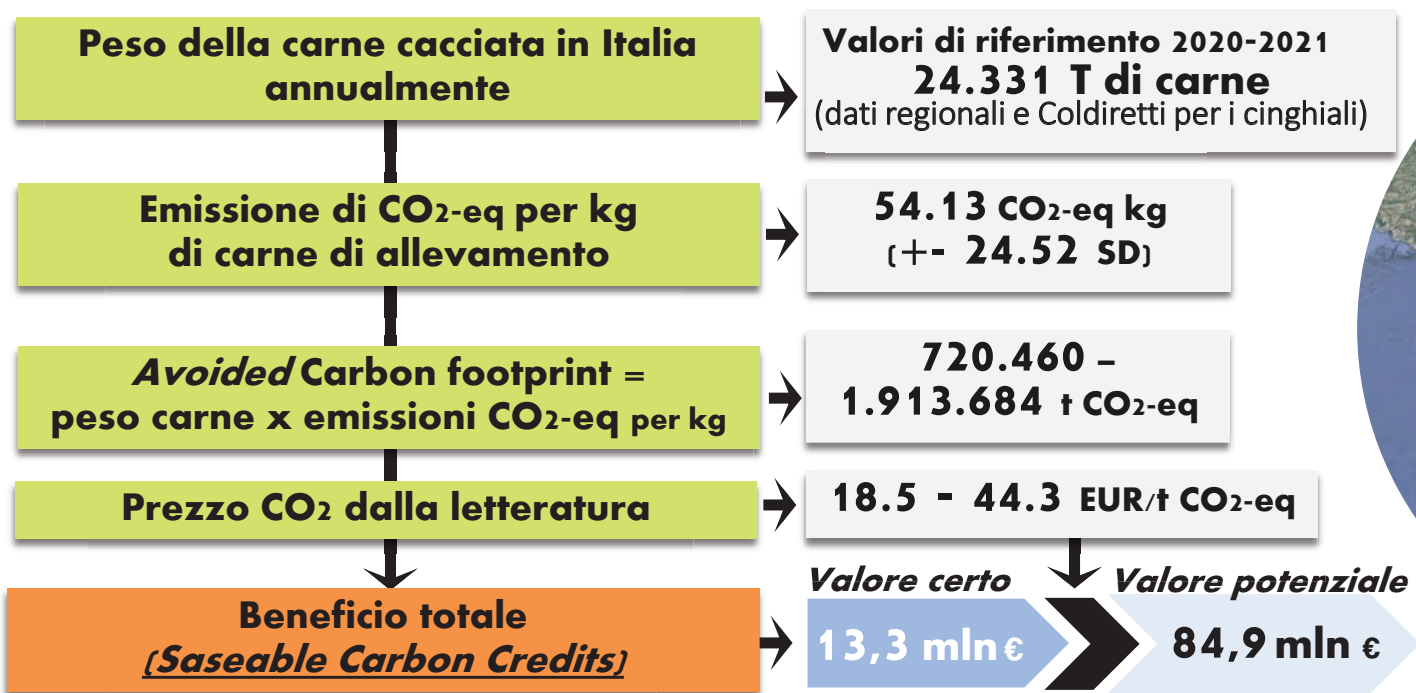 Peso della carne cacciata in Italia
annualmente
Valori di riferimento 2020-2021
24.331 T di carne
(dati regionali e Coldiretti per i cinghiali)
Emissione di CO2-eq per kg
di carne di allevamento
54.13 CO2-eq kg
(+- 24.52 SD)
Avoided Carbon footprint =
peso carne x emissioni CO2-eq per kg
720.460 –
1.913.684 t CO2-eq
Prezzo CO2 dalla letteratura
18.5 - 44.3 EUR/t CO2-eq
Beneficio totale
(Saseable Carbon Credits)
Valore certo
13,3 mln €
Valore potenziale
84,9 mln €